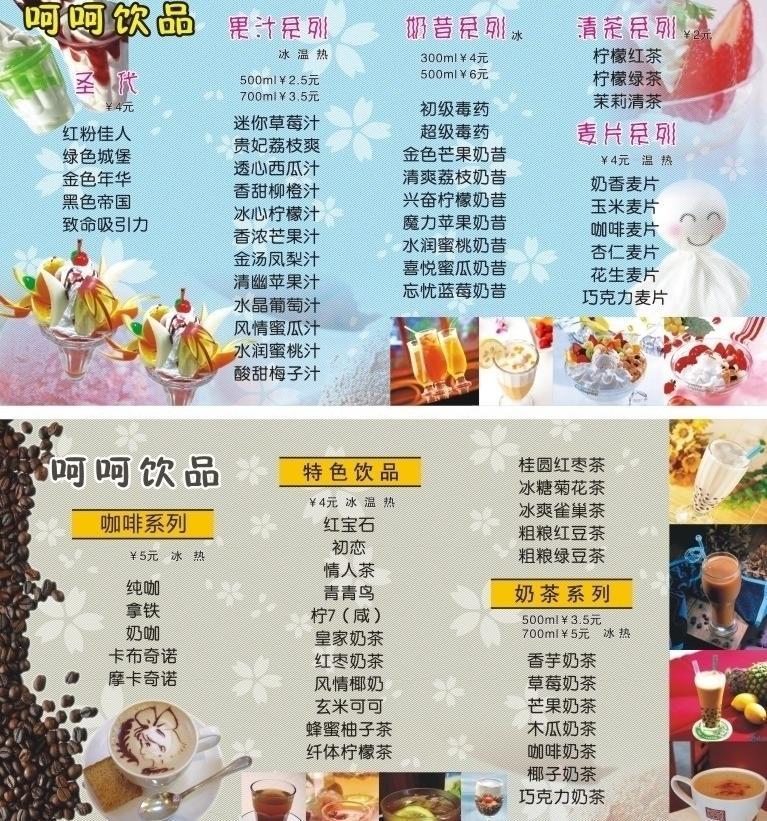 呵呵饮品
圣代
¥4元
红粉佳人
绿色城堡
金色年华
黑色帝国
致命吸引力
果汁系列
冰 温 热
500ml¥2.5元
700ml¥3.5元
迷你草莓汁
贵妃荔枝爽
透心西瓜汁
香甜柳橙汁
冰心柠檬汁
香浓芒果汁
金汤凤梨汁
清幽苹果汁
水晶葡萄汁
风情蜜瓜汁
水润蜜桃汁
酸甜梅子汁
奶昔系列 冰
300ml¥4元
500ml¥6元
初级毒药
超级毒药
金色芒果奶昔
清爽荔枝奶昔
兴奋柠檬奶昔
魔力苹果奶昔
水润蜜桃奶昔
喜悦蜜瓜奶昔
忘忧蓝莓奶昔
清茶系列 ¥2元
柠檬红茶
柠檬绿茶
茉莉清茶
麦片系列
¥4元 温 热
奶香麦片
玉米麦片
咖啡麦片
杏仁麦片
花生麦片
巧克力麦片
呵呵饮品
咖啡系列
¥5元 冰 热
纯咖
拿铁
奶咖
卡布奇诺
摩卡奇诺
特色饮品
¥4元 冰 温 热
红宝石
初恋
情人茶
青青鸟
柠7（咸）
皇家奶茶
红枣奶茶
风情椰奶
玄米可可
蜂蜜柚子茶
纤体柠檬茶
桂圆红枣茶
冰糖菊花茶
冰爽雀巢茶
粗粮红豆茶
粗粮绿豆茶
奶茶系列
500ml¥3.5元
700ml¥5元 冰 热
香芋奶茶
草莓奶茶
芒果奶茶
木瓜奶茶
咖啡奶茶
椰子奶茶
巧克力奶茶